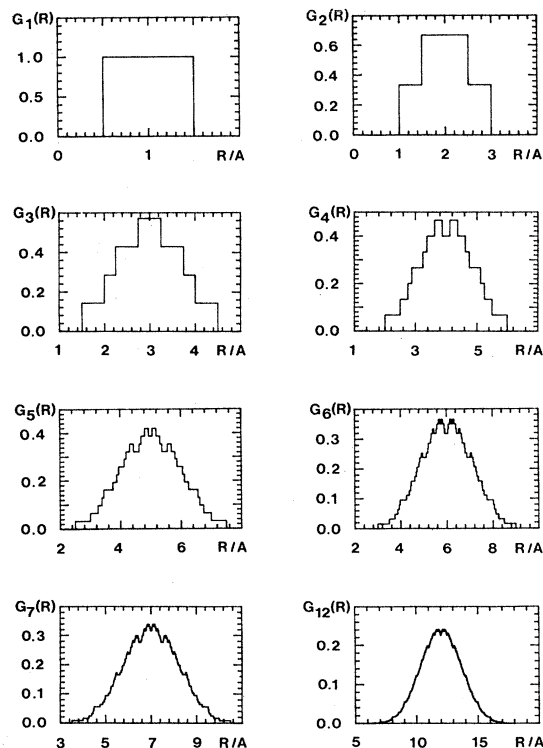 G1(R)
1.0
0.5
0.0
0 1 R/A
G2(R)
0.6
0.4
0.2
0.0
0 1 2 3 R/A
G3(R)
0.4
0.2
0.0
1 2 3 4 R/A
G4(R)
0.4
0.2
0.0
1 3 5 R/A
G5(R)
0.4
0.2
0.0
2 4 6 R/A
G6(R)
0.3
0.2
0.1
0.0
2 4 6 8 R/A
G7(R)
0.3
0.2
0.1
0.0
3 5 7 9 R/A
G12(R)
0.2
0.1
0.0
5 10 15 R/A